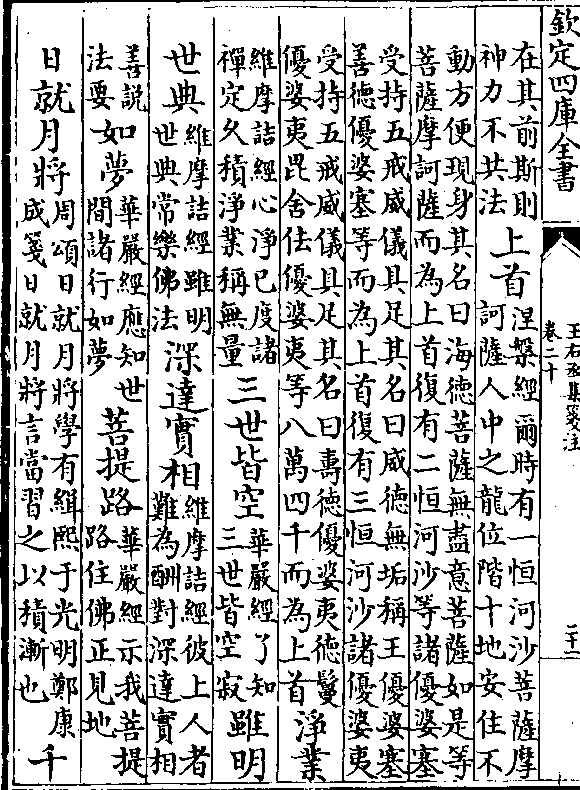 欽定四庫全書
王右丞集箋注
卷二十
在其前斯則
神力不共法
上首
涅槃經爾時有一恒河沙菩薩摩
訶薩人中之龍位階十地安住不
動方便現身其名曰海德菩薩無盡意菩薩如是等
菩薩摩訶薩而為上首復有二恒河沙等諸優婆塞
受持五戒威儀具足其名曰威德無垢稱王優婆塞
善德優婆塞等而為上首復有三恒河沙諸優婆夷
受持五戒威儀具足其名曰壽德優婆夷德鬘
優婆夷毘舍佉優婆夷等八萬四千而為上首
淨業
維摩詰經心淨已度諸
禪定久積淨業稱無量
三世皆空
華嚴經了知
三世皆空寂
雖明
世典
維摩詰經雖明
世典常樂佛法
深達實相
維摩詰經彼上人者
難為酬對深達實相
善説
法要
如夢
華嚴經應知世
間諸行如夢
菩提路
華嚴經示我菩提
路住佛正見地
日就月將
周頌日就月將學有緝熙于光明鄭康
成箋日就月將言當習之以積漸也
千